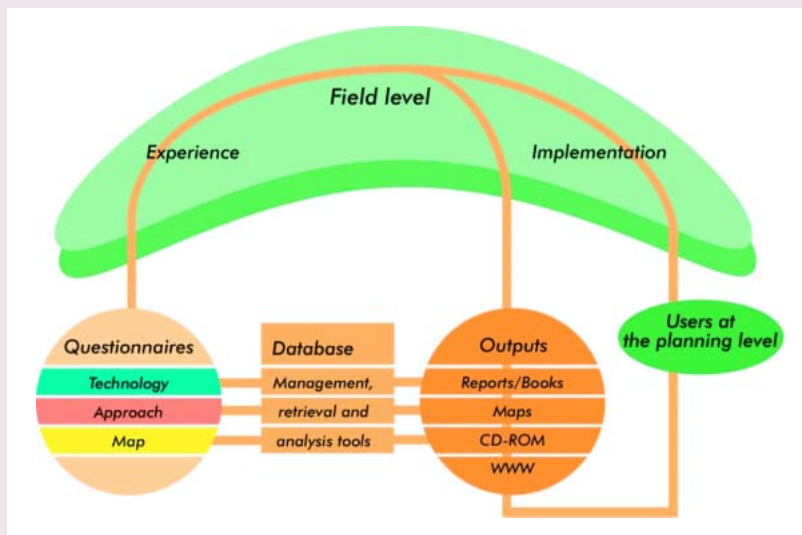 Field level
Experience
Implementation
Users at
the planning level
Questionnaires
Technology
Approach
Map
Database
Management,
retrieval and
analysis tools
Outputs
Reports/Books
Maps
CD-ROM
WWW